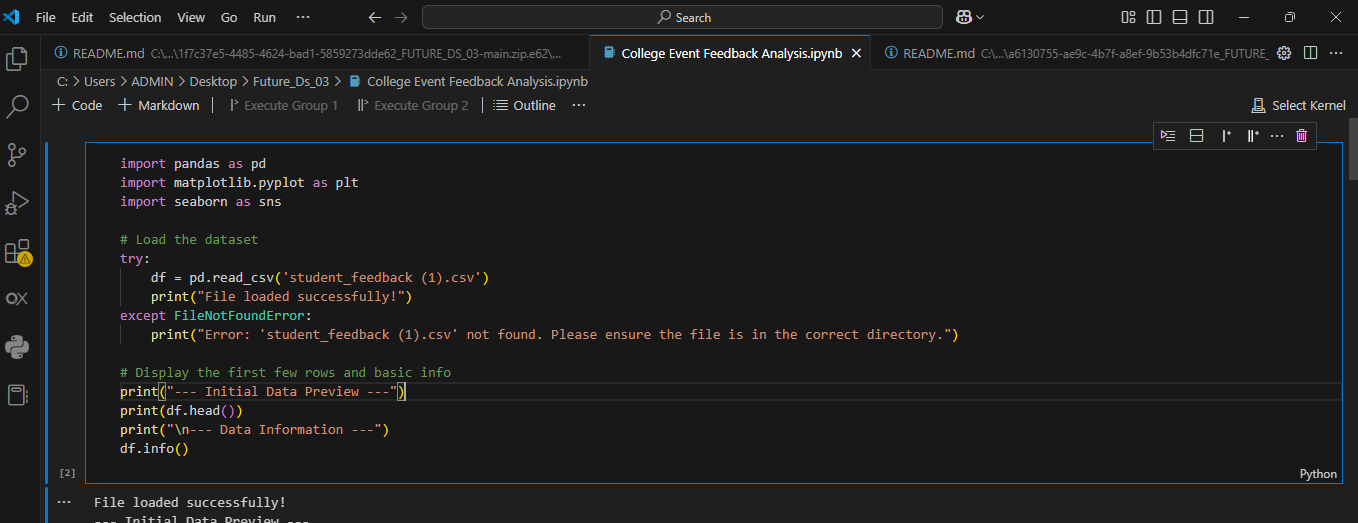 File Edit Selection View Go Run ··· Search
README.md C:\...\1f7c37e5-4485-4624-bad1-5859273dde62_FUTURE_DS_03-main.zip.e62\... College Event Feedback Analysis.ipynb README.md C:\...\a6130755-ae9c-4b7f-a8ef-9b53b4dfc71e_FUTURE_
C: > Users > ADMIN > Desktop > Future_Ds_03 > College Event Feedback Analysis.ipynb
+ Code + Markdown Execute Group 1 Execute Group 2 Outline ··· Select Kernel
import pandas as pd
import matplotlib.pyplot as plt
import seaborn as sns
# Load the dataset
try:
    df = pd.read_csv('student_feedback (1).csv')
    print("File loaded successfully!")
except FileNotFoundError:
    print("Error: 'student_feedback (1).csv' not found. Please ensure the file is in the correct directory.")
# Display the first few rows and basic info
print("--- Initial Data Preview ---")
print(df.head())
print("\n--- Data Information ---")
df.info()
[2] Python
··· File loaded successfully!
--- Initial Data Preview ---